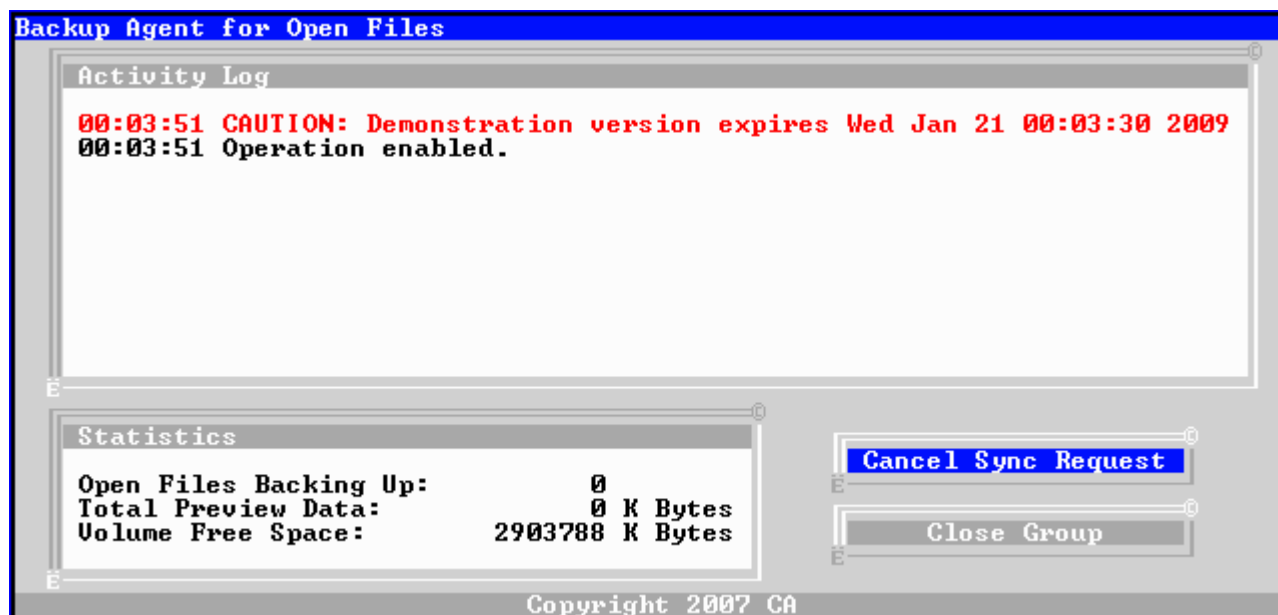 Backup Agent for Open Files
Activity Log
00:03:51 CAUTION: Demonstration version expires Wed Jan 21 00:03:30 2009
00:03:51 Operation enabled.
Statistics
Open Files Backing Up: 0
Total Preview Data: 0 K Bytes
Volume Free Space: 2903788 K Bytes
Cancel Sync Request
Close Group
Copyright 2007 CA